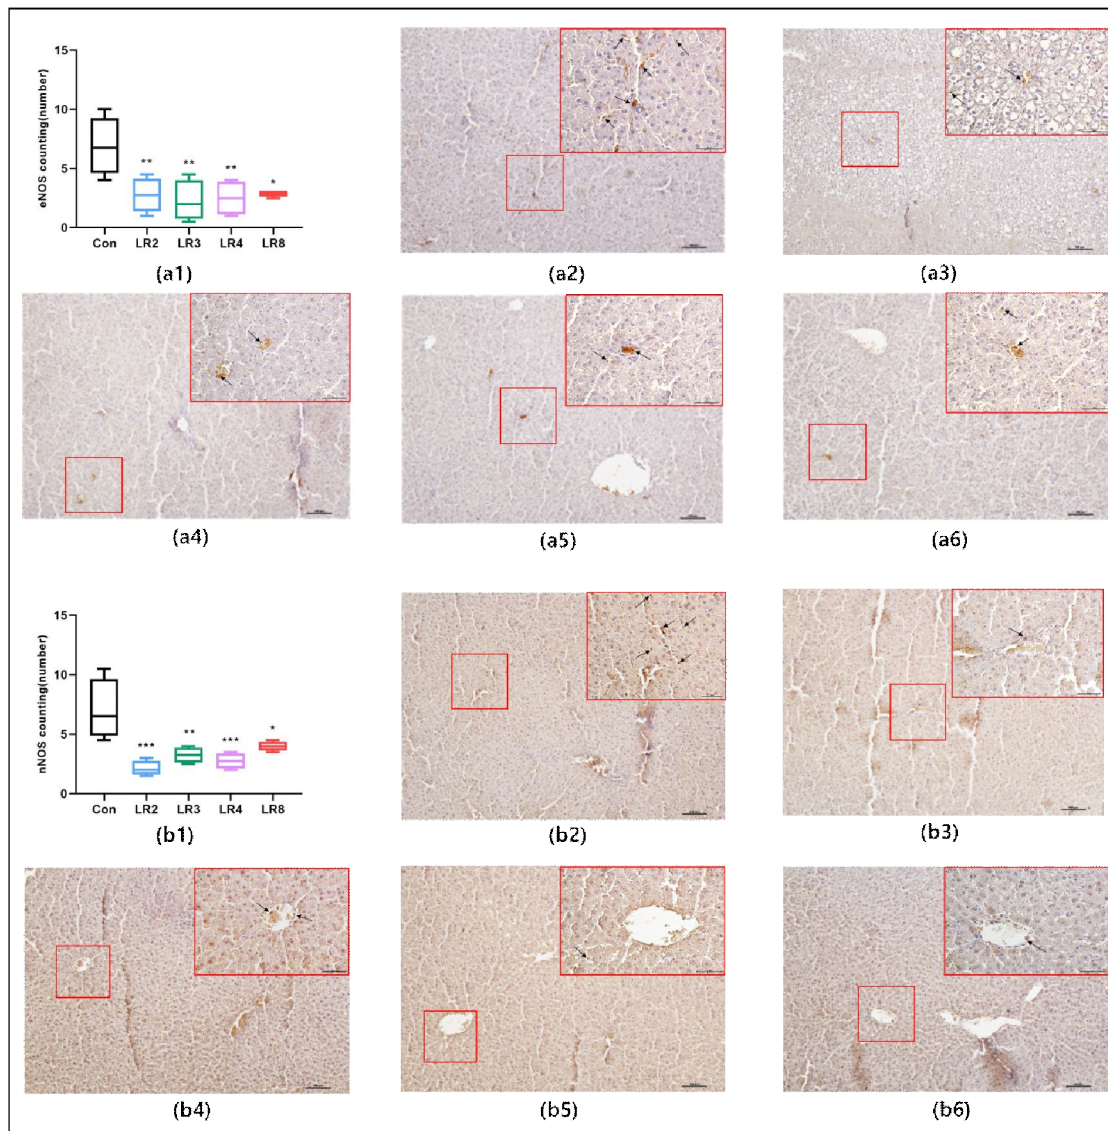 15
10
5
0
eNOS counting(number)
**
**
**
*
Con LR2 LR3 LR4 LR8
(a1)
(a2)
(a3)
(a4)
(a5)
(a6)
15
10
5
0
nNOS counting(number)
***
**
***
*
Con LR2 LR3 LR4 LR8
(b1)
(b2)
(b3)
(b4)
(b5)
(b6)